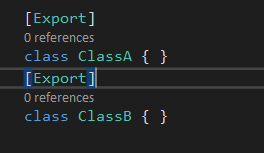 [Export]
0 references
class ClassA { }
[Export]
0 references
class ClassB { }